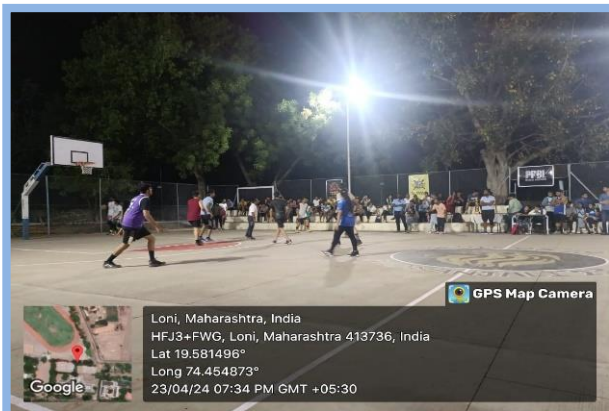 PFBL
GPS Map Camera
Loni, Maharashtra, India
HFJ3+FWG, Loni, Maharashtra 413736, India
Lat 19.581496°
Long 74.454873°
23/04/24 07:34 PM GMT +05:30
Google